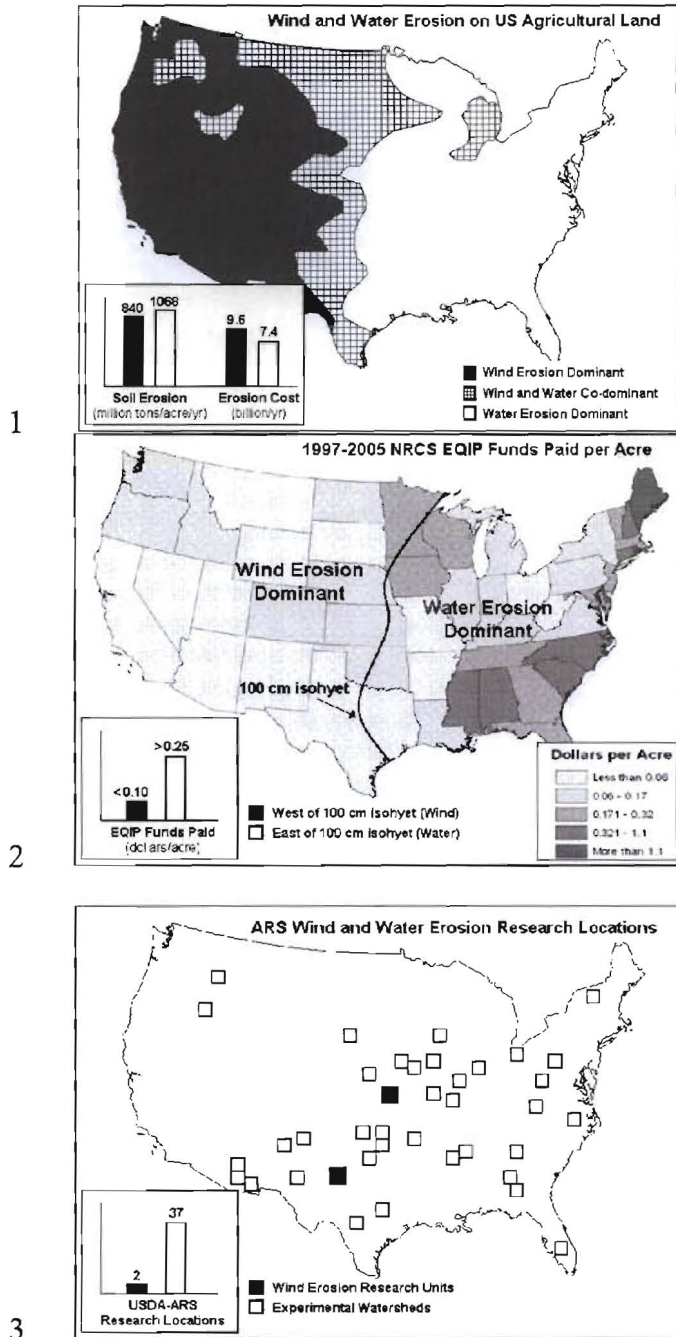 Wind and Water Erosion on US Agricultural Land
840
1068
9.6
7.4
Soil Erosion
(million tons/acre/yr)
Erosion Cost
(billion/yr)
Wind Erosion Dominant
Wind and Water Co-dominant
Water Erosion Dominant
1
1997-2005 NRCS EQIP Funds Paid per Acre
Wind Erosion
Dominant
Water Erosion
Dominant
100 cm isohyet
<0.10
>0.25
EQIP Funds Paid
(dollars/acre)
West of 100 cm isohyet (Wind)
East of 100 cm isohyet (Water)
Dollars per Acre
Less than 0.06
0.06 - 0.17
0.171 - 0.32
0.321 - 1.1
More than 1.1
2
ARS Wind and Water Erosion Research Locations
2
37
USDA-ARS
Research Locations
Wind Erosion Research Units
Experimental Watersheds
3